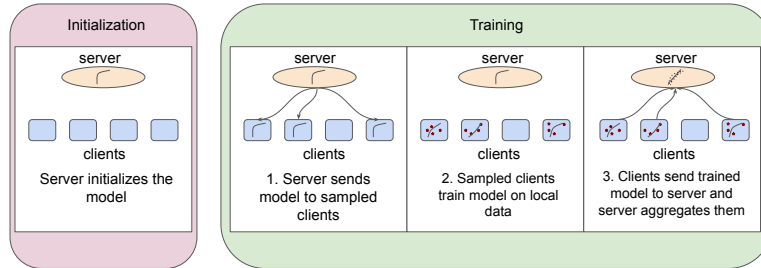 Initialization
server
clients
Server initializes the
model
Training
server
clients
1. Server sends
model to sampled
clients
server
clients
2. Sampled clients
train model on local
data
server
clients
3. Clients send trained
model to server and
server aggregates them